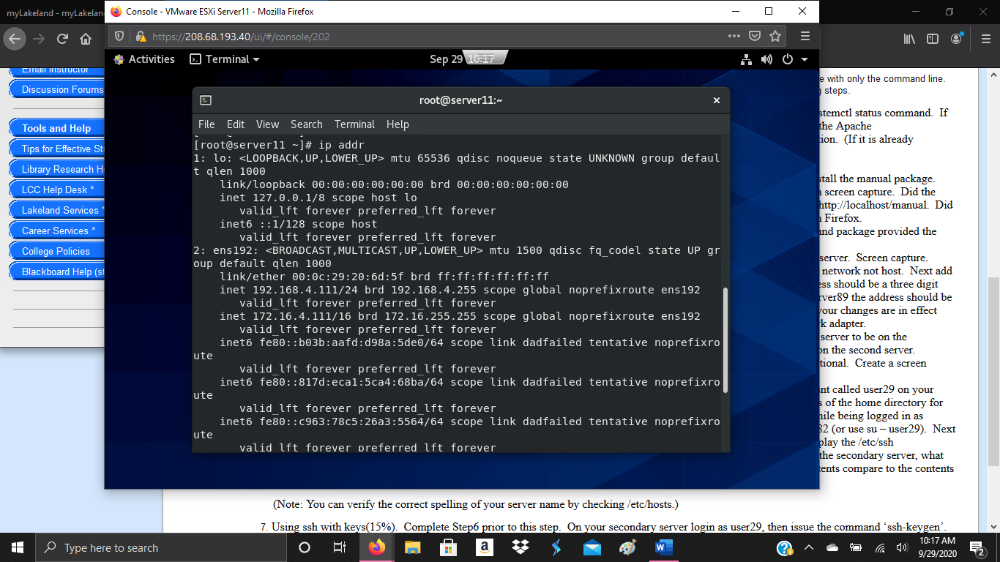 myLakeland - myLakelan
Console - VMware ESXi Server11 - Mozilla Firefox
https://208.68.193.40/ui/#/console/202
Activities
Terminal
Sep 29 10:17
root@server11:~
File Edit View Search Terminal Help
[root@server11 ~]# ip addr
1: lo: <LOOPBACK,UP,LOWER_UP> mtu 65536 qdisc noqueue state UNKNOWN group defaul
t qlen 1000
link/loopback 00:00:00:00:00:00 brd 00:00:00:00:00:00
inet 127.0.0.1/8 scope host lo
valid_lft forever preferred_lft forever
inet6 ::1/128 scope host
valid_lft forever preferred_lft forever
2: ens192: <BROADCAST,MULTICAST,UP,LOWER_UP> mtu 1500 qdisc fq_codel state UP gr
oup default qlen 1000
link/ether 00:0c:29:20:6d:5f brd ff:ff:ff:ff:ff:ff
inet 192.168.4.111/24 brd 192.168.4.255 scope global noprefixroute ens192
valid_lft forever preferred_lft forever
inet 172.16.4.111/16 brd 172.16.255.255 scope global noprefixroute ens192
valid_lft forever preferred_lft forever
inet6 fe80::b03b:aafd:d98a:5de0/64 scope link dadfailed tentative noprefixro
ute
valid_lft forever preferred_lft forever
inet6 fe80::817d:eca1:5ca4:68ba/64 scope link dadfailed tentative noprefixro
ute
valid_lft forever preferred_lft forever
inet6 fe80::c963:78c5:26a3:5564/64 scope link dadfailed tentative noprefixro
ute
valid_lft forever preferred_lft forever
Email Instructor
Discussion Forums
Tools and Help
Tips for Effective St
Library Research H
LCC Help Desk *
Lakeland Services *
Career Services *
College Policies
Blackboard Help (st
e with only the command line.
g steps.
stemctl status command. If
the Apache
tion. (If it is already
stall the manual package.
a screen capture. Did the
http://localhost/manual. Did
n Firefox.
and package provided the
server. Screen capture.
network not host. Next add
ess should be a three digit
rver89 the address should be
your changes are in effect
rk adapter.
server to be on the
on the second server.
tional. Create a screen
unt called user29 on your
s of the home directory for
hile being logged in as
82 (or use su – user29). Next
play the /etc/ssh
the secondary server, what
tents compare to the contents
(Note: You can verify the correct spelling of your server name by checking /etc/hosts.)
7. Using ssh with keys(15%). Complete Step6 prior to this step. On your secondary server login as user29, then issue the command ‘ssh-keygen’.
Type here to search
10:17 AM
9/29/2020
2